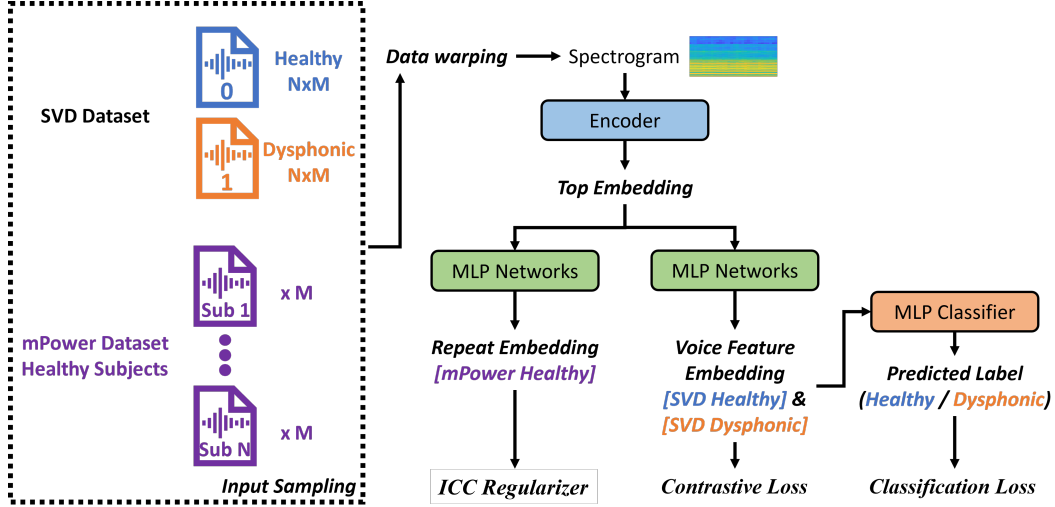 SVD Dataset
0
Healthy
NxM
1
Dysphonic
NxM
mPower Dataset
Healthy Subjects
Sub 1
x M
Sub N
x M
Input Sampling
Data warping
Spectrogram
Encoder
Top Embedding
MLP Networks
MLP Networks
MLP Classifier
Repeat Embedding
[mPower Healthy]
Voice Feature
Embedding
[SVD Healthy] &
[SVD Dysphonic]
Predicted Label
(Healthy / Dysphonic)
ICC Regularizer
Contrastive Loss
Classification Loss